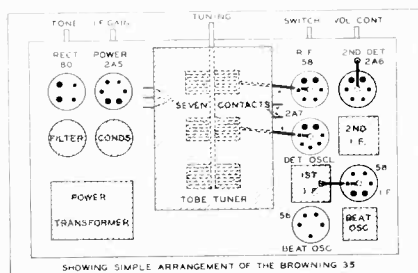 TONE I.F. GAIN TUNING SWITCH VOL. CONT.
RECT 80
POWER 2A5
R.F 58
2ND DET 2A6
SEVEN CONTACTS
2A7
FILTER
CONDS
DET OSCL
2ND I.F.
1ST I.F.
58
I.F.
TOBE TUNER
POWER TRANSFORMER
56
BEAT OSC
BEAT OSC
SHOWING SIMPLE ARRANGEMENT OF THE BROWNING 35